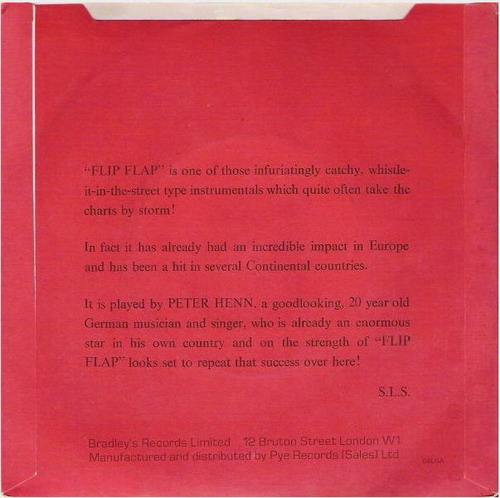 "FLIP FLAP" is one of those infuriatingly catchy, whistle-
it-in-the-street type instrumentals which quite often take the
charts by storm!
In fact it has already had an incredible impact in Europe
and has been a hit in several Continental countries.
It is played by PETER HENN, a goodlooking, 20 year old
German musician and singer, who is already an enormous
star in his own country and on the strength of "FLIP
FLAP" looks set to repeat that success over here!
S.L.S.
Bradley's Records Limited 12 Bruton Street London W1
Manufactured and distributed by Pye Records (Sales) Ltd